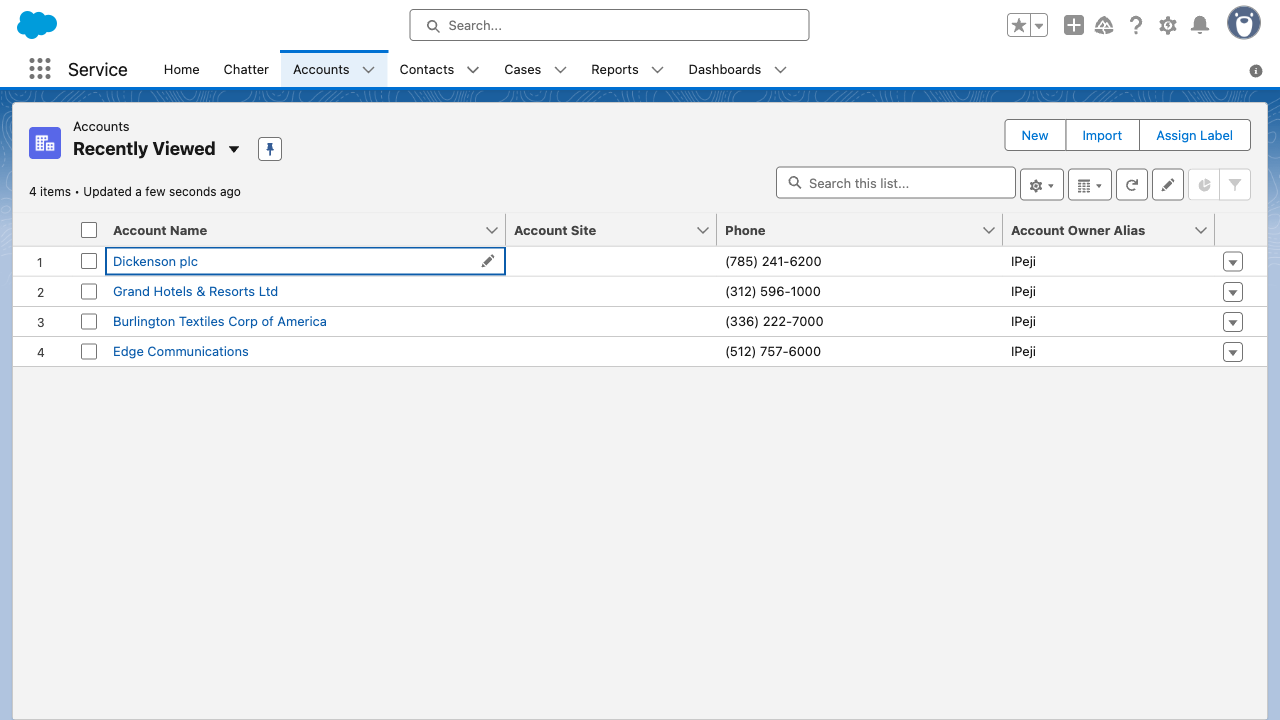 Search...
Service
Home
Chatter
Accounts
Contacts
Cases
Reports
Dashboards
Accounts
Recently Viewed
New
Import
Assign Label
4 items • Updated a few seconds ago
Search this list...
Account Name
Account Site
Phone
Account Owner Alias
1 Dickenson plc (785) 241-6200 IPeji
2 Grand Hotels & Resorts Ltd (312) 596-1000 IPeji
3 Burlington Textiles Corp of America (336) 222-7000 IPeji
4 Edge Communications (512) 757-6000 IPeji